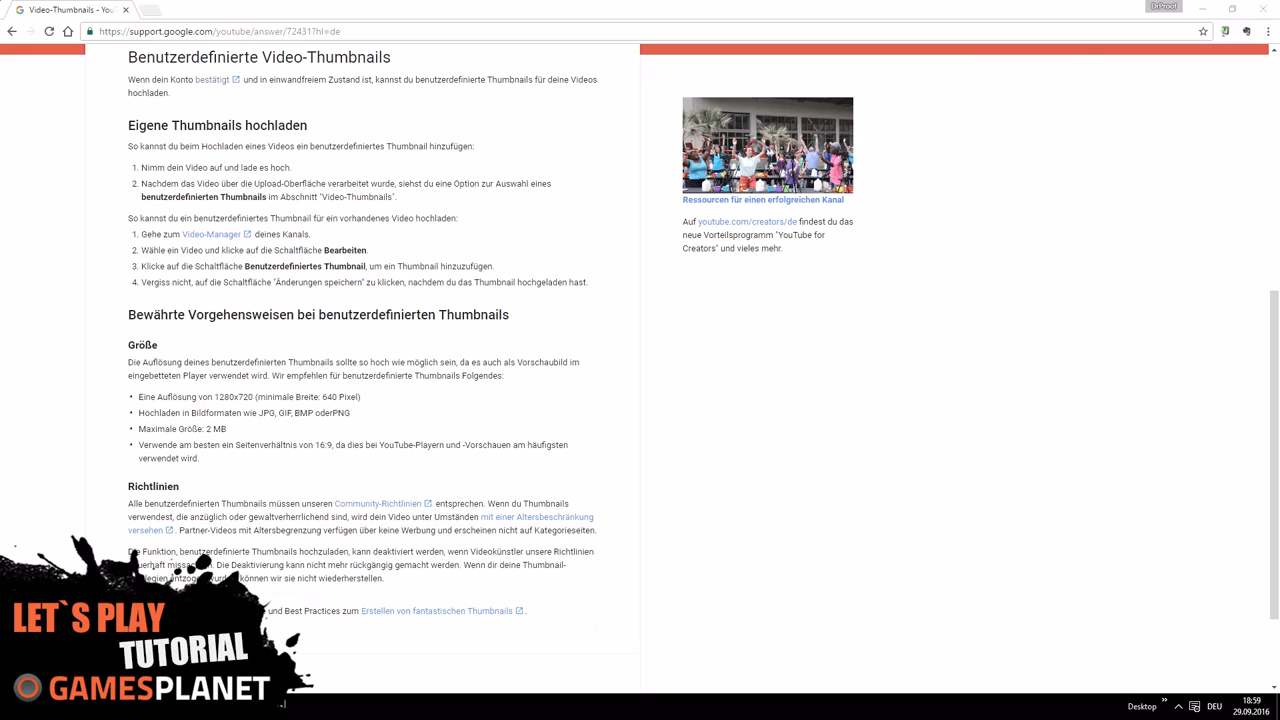 Video-Thumbnails
DrProof
https://support.google.com/youtube/answer/72431?hl=de
Benutzerdefinierte Video-Thumbnails
Wenn dein Konto bestätigt und in einwandfreiem Zustand ist, kannst du benutzerdefinierte Thumbnails für deine Videos
hochladen.
Eigene Thumbnails hochladen
So kannst du beim Hochladen eines Videos ein benutzerdefiniertes Thumbnail hinzufügen:
1. Nimm dein Video auf und lade es hoch.
2. Nachdem das Video über die Upload-Oberfläche verarbeitet wurde, siehst du eine Option zur Auswahl eines
benutzerdefinierten Thumbnails im Abschnitt "Video-Thumbnails".
So kannst du ein benutzerdefiniertes Thumbnail für ein vorhandenes Video hochladen:
1. Gehe zum Video-Manager deines Kanals.
2. Wähle ein Video und klicke auf die Schaltfläche Bearbeiten.
3. Klicke auf die Schaltfläche Benutzerdefiniertes Thumbnail, um ein Thumbnail hinzuzufügen.
4. Vergiss nicht, auf die Schaltfläche "Änderungen speichern" zu klicken, nachdem du das Thumbnail hochgeladen hast.
Bewährte Vorgehensweisen bei benutzerdefinierten Thumbnails
Größe
Die Auflösung deines benutzerdefinierten Thumbnails sollte so hoch wie möglich sein, da es auch als Vorschaubild im
eingebetteten Player verwendet wird. Wir empfehlen für benutzerdefinierte Thumbnails Folgendes:
• Eine Auflösung von 1280x720 (minimale Breite: 640 Pixel)
• Hochladen in Bildformaten wie JPG, GIF, BMP oderPNG
• Maximale Größe: 2 MB
• Verwende am besten ein Seitenverhältnis von 16:9, da dies bei YouTube-Playern und -Vorschauen am häufigsten
verwendet wird.
Richtlinien
Alle benutzerdefinierten Thumbnails müssen unseren Community-Richtlinien entsprechen. Wenn du Thumbnails
verwendest, die anzüglich oder gewaltverherrlichend sind, wird dein Video unter Umständen mit einer Altersbeschränkung
versehen. Partner-Videos mit Altersbegrenzung verfügen über keine Werbung und erscheinen nicht auf Kategorieseiten.
Die Funktion, benutzerdefinierte Thumbnails hochzuladen, kann deaktiviert werden, wenn Videokünstler unsere Richtlinien
Die Deaktivierung kann nicht mehr rückgängig gemacht werden. Wenn dir deine Thumbnail-
können wir sie nicht wiederherstellen.
und Best Practices zum Erstellen von fantastischen Thumbnails.
Ressourcen für einen erfolgreichen Kanal
Auf youtube.com/creators/de findest du das
neue Vorteilsprogramm "YouTube for
Creators" und vieles mehr.
LET`S PLAY
TUTORIAL
GAMESPLANET
Desktop
DEU
18:59
29.09.2016